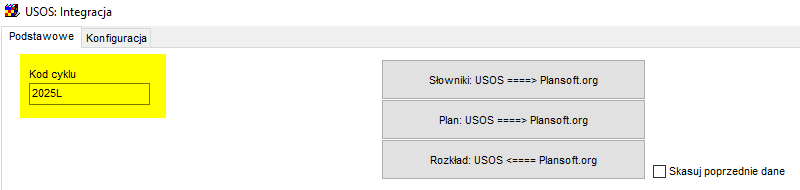 USOS: Integracja
Podstawowe Konfiguracja
Kod cyklu
2025L
Słowniki: USOS ====> Plansoft.org
Plan: USOS ====> Plansoft.org
Rozkład: USOS <==== Plansoft.org
Skasuj poprzednie dane